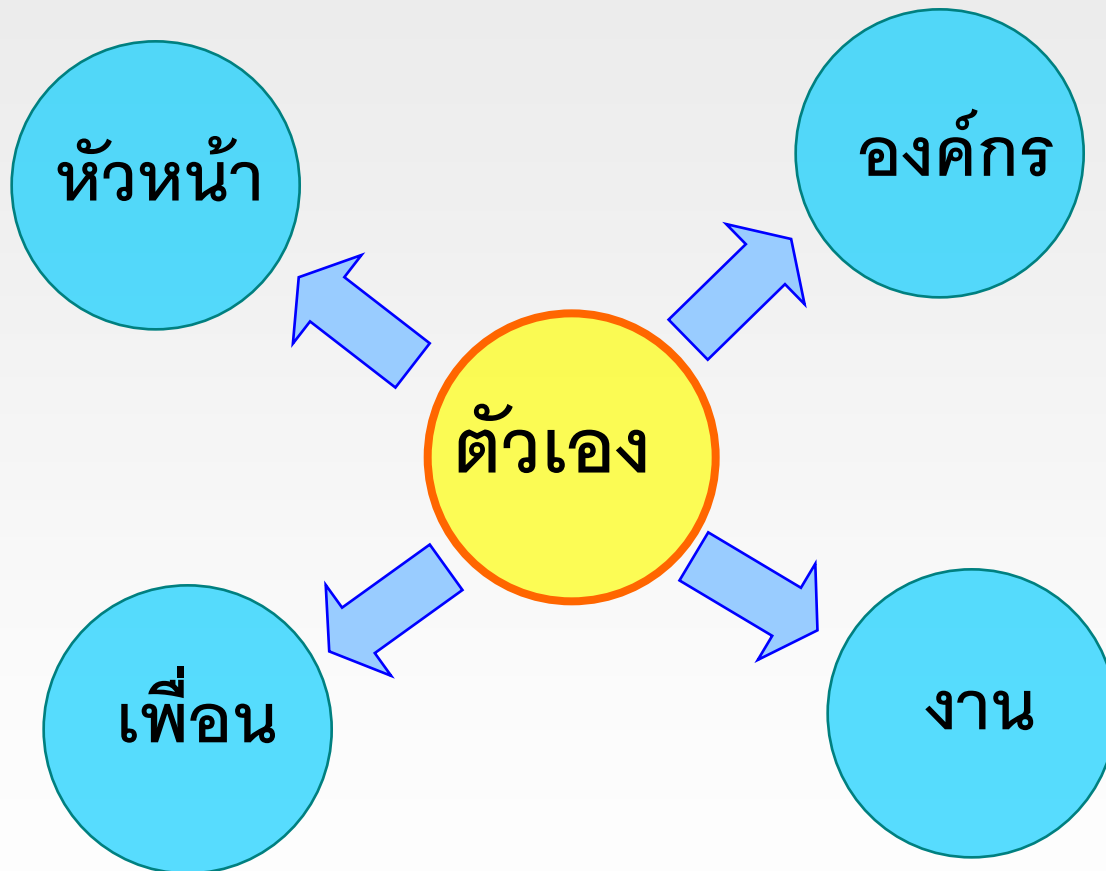 หัวหน้า
องค์กร
ตัวเอง
เพื่อน
งาน